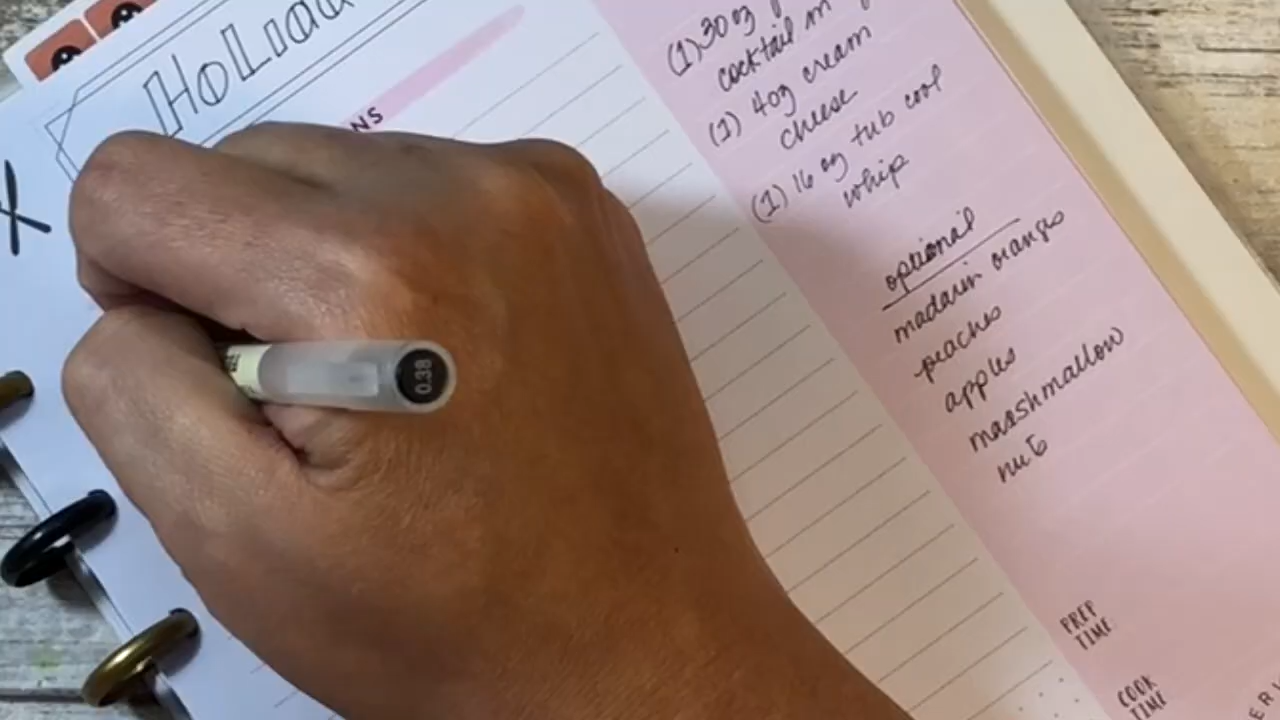 HoLida
NS
(1) 30 oz
cocktail
(1) 4oz cream
cheese
(1) 16 oz tub cool
whip
optional
madarin oranges
peaches
apples
marshmallow
nuts
PREP
TIME
COOK
TIME
0.38